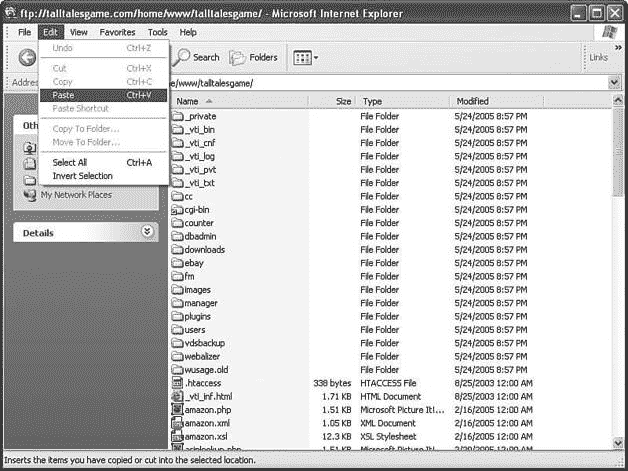 ftp://talltalesgame.com/home/www/talltalesgame/ - Microsoft Internet Explorer
File Edit View Favorites Tools Help
Undo Ctrl+Z
Cut Ctrl+X
Copy Ctrl+C
Paste Ctrl+V
Paste Shortcut
Copy To Folder...
Move To Folder...
Select All Ctrl+A
Invert Selection
Search Folders Links
Addres e/www/talltalesgame/
Oth
My Network Places
Details
Name Size Type Modified
_private File Folder 5/24/2005 8:57 PM
_vti_bin File Folder 5/24/2005 8:57 PM
_vti_cnf File Folder 5/24/2005 8:57 PM
_vti_log File Folder 5/24/2005 8:57 PM
_vti_pvt File Folder 5/24/2005 8:57 PM
_vti_txt File Folder 5/24/2005 8:57 PM
cc File Folder 5/24/2005 8:57 PM
cgi-bin File Folder 5/24/2005 8:57 PM
counter File Folder 5/24/2005 8:57 PM
dbadmin File Folder 5/24/2005 8:57 PM
downloads File Folder 5/24/2005 8:57 PM
ebay File Folder 5/24/2005 8:57 PM
fm File Folder 5/24/2005 8:57 PM
images File Folder 5/24/2005 8:57 PM
manager File Folder 5/24/2005 8:57 PM
plugins File Folder 5/24/2005 8:57 PM
users File Folder 5/24/2005 8:57 PM
vdsbackup File Folder 5/24/2005 8:57 PM
webalizer File Folder 5/24/2005 8:57 PM
wusage.old File Folder 5/24/2005 8:57 PM
.htaccess 338 bytes HTACCESS File 8/25/2003 12:00 AM
_vti_inf.html 1.71 KB HTML Document 8/25/2003 12:00 AM
amazon.php 1.51 KB Microsoft Picture Itl... 2/16/2005 12:00 AM
amazon.xml 1.05 KB XML Document 2/16/2005 12:00 AM
amazon.xsl 12.3 KB XSL Stylesheet 2/16/2005 12:00 AM
1.51 KB Microsoft Picture Itl... 2/16/2005 12:00 AM
Inserts the items you have copied or cut into the selected location.